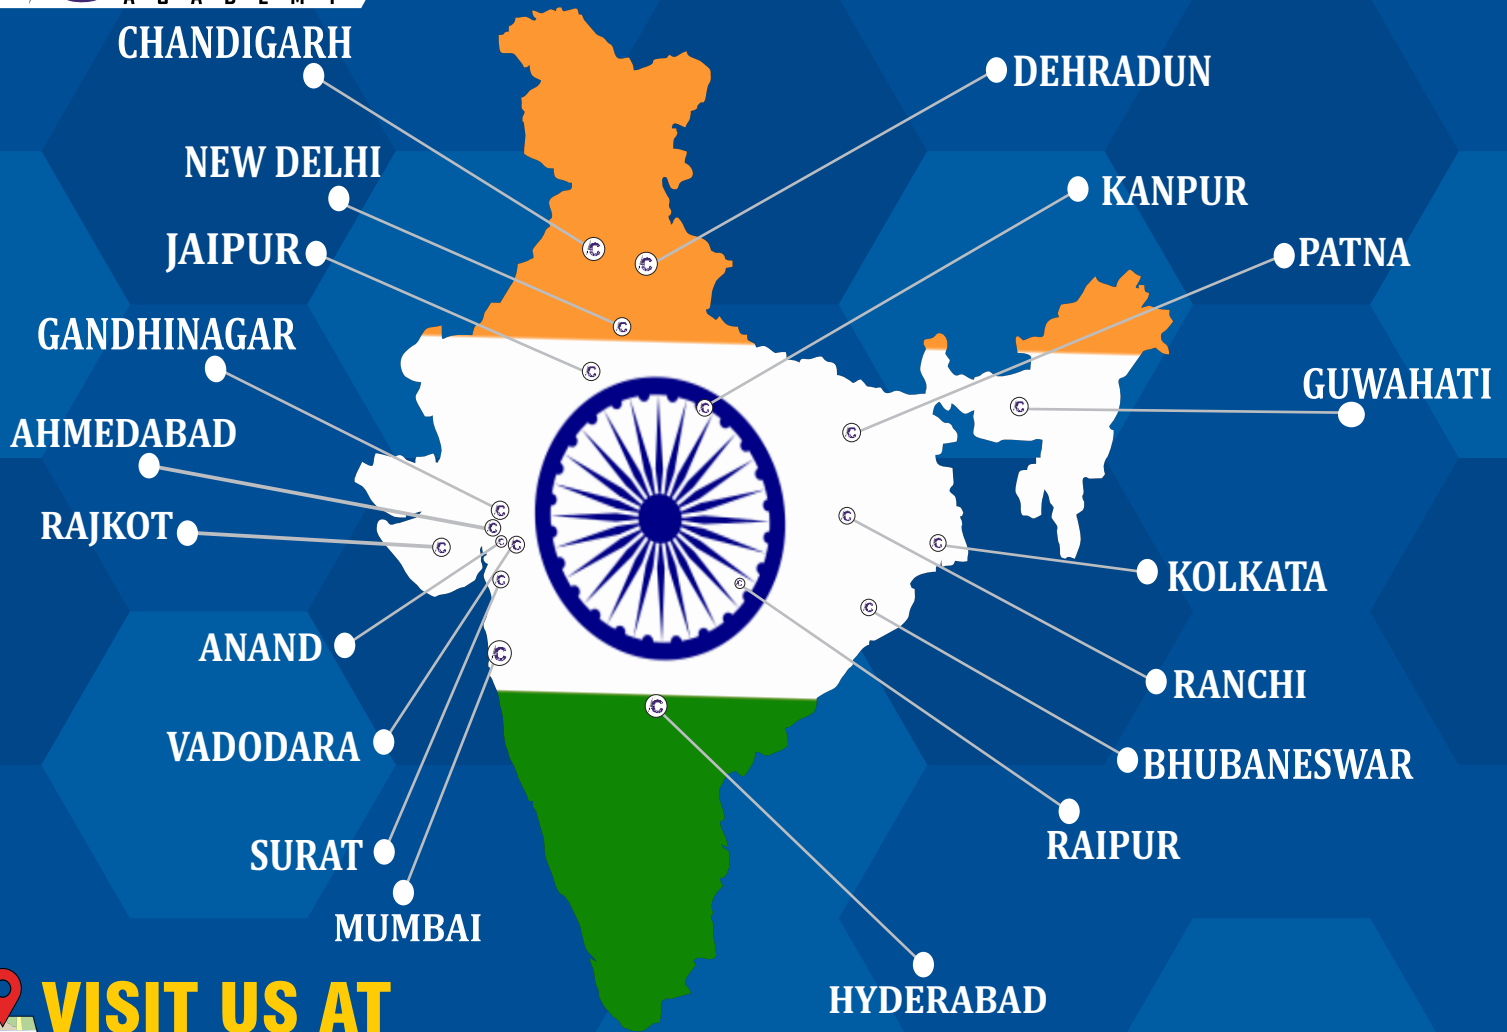 CHANDIGARH
DEHRADUN
NEW DELHI
KANPUR
JAIPUR
PATNA
GANDHINAGAR
GUWAHATI
AHMEDABAD
RAJKOT
KOLKATA
ANAND
RANCHI
VADODARA
BHUBANESWAR
RAIPUR
SURAT
MUMBAI
HYDERABAD
VISIT US AT